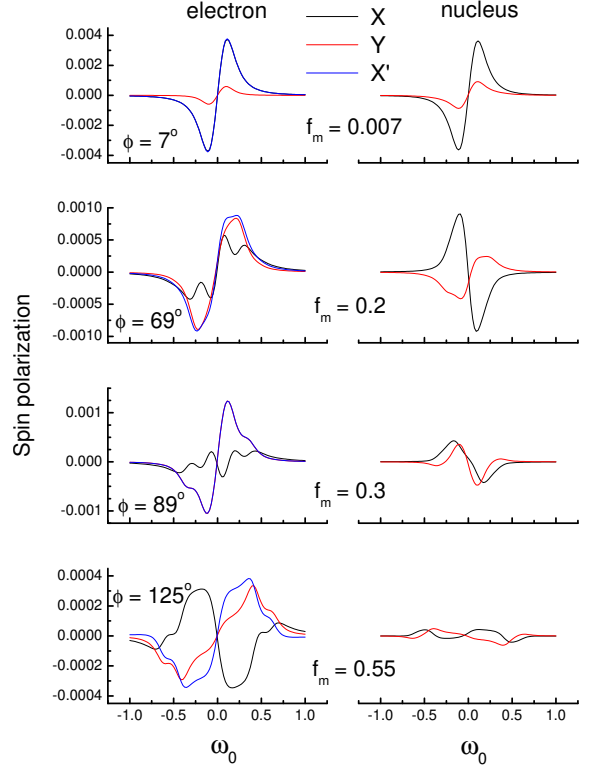 electron
nucleus
X
Y
X'
Spin polarization
0.004
0.002
0.000
-0.002
-0.004
ϕ = 7°
f_m = 0.007
0.0010
0.0005
0.0000
-0.0005
-0.0010
ϕ = 69°
f_m = 0.2
0.001
0.000
-0.001
ϕ = 89°
f_m = 0.3
0.0004
0.0002
0.0000
-0.0002
-0.0004
ϕ = 125°
f_m = 0.55
-1.0 -0.5 0.0 0.5 1.0
-1.0 -0.5 0.0 0.5 1.0
ω₀
ω₀